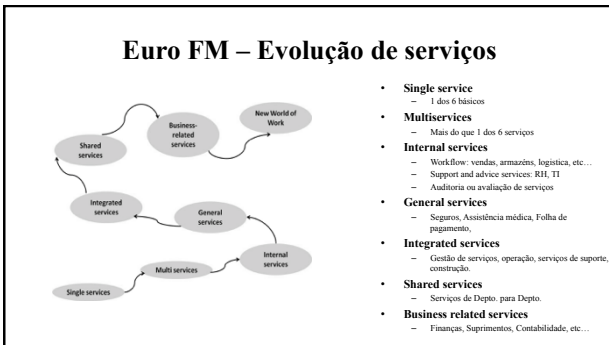 Euro FM – Evolução de serviços
New World of
Work
Business-
related
services
Shared
services
Integrated
services
General
services
Internal
services
Multi services
Single services
• Single service
– 1 dos 6 básicos
• Multiservices
– Mais do que 1 dos 6 serviços
• Internal services
– Workflow: vendas, armazéns, logistica, etc…
– Support and advice services: RH, TI
– Auditoria ou avaliação de serviços
• General services
– Seguros, Assistência médica, Folha de
pagamento,
• Integrated services
– Gestão de serviços, operação, serviços de suporte,
construção.
• Shared services
– Serviços de Depto. para Depto.
• Business related services
– Finanças, Suprimentos, Contabilidade, etc…